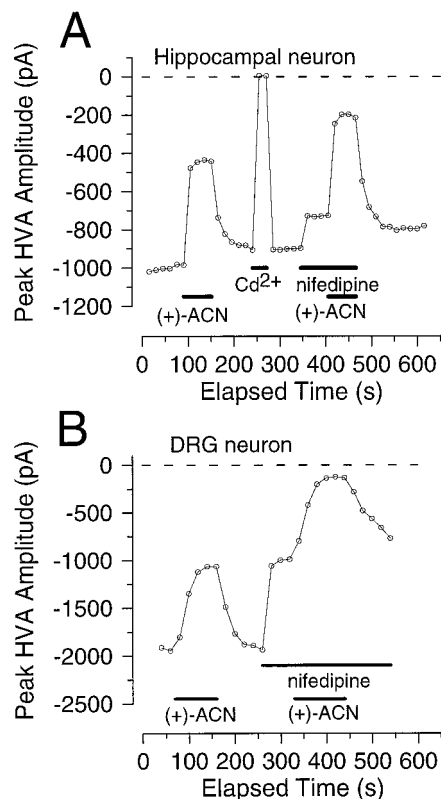 A
Hippocampal neuron
Peak HVA Amplitude (pA)
0
-200
-400
-600
-800
-1000
-1200
Cd2+
nifedipine
(+)-ACN
(+)-ACN
0 100 200 300 400 500 600
Elapsed Time (s)
B
DRG neuron
Peak HVA Amplitude (pA)
0
-500
-1000
-1500
-2000
-2500
nifedipine
(+)-ACN
(+)-ACN
0 100 200 300 400 500 600
Elapsed Time (s)